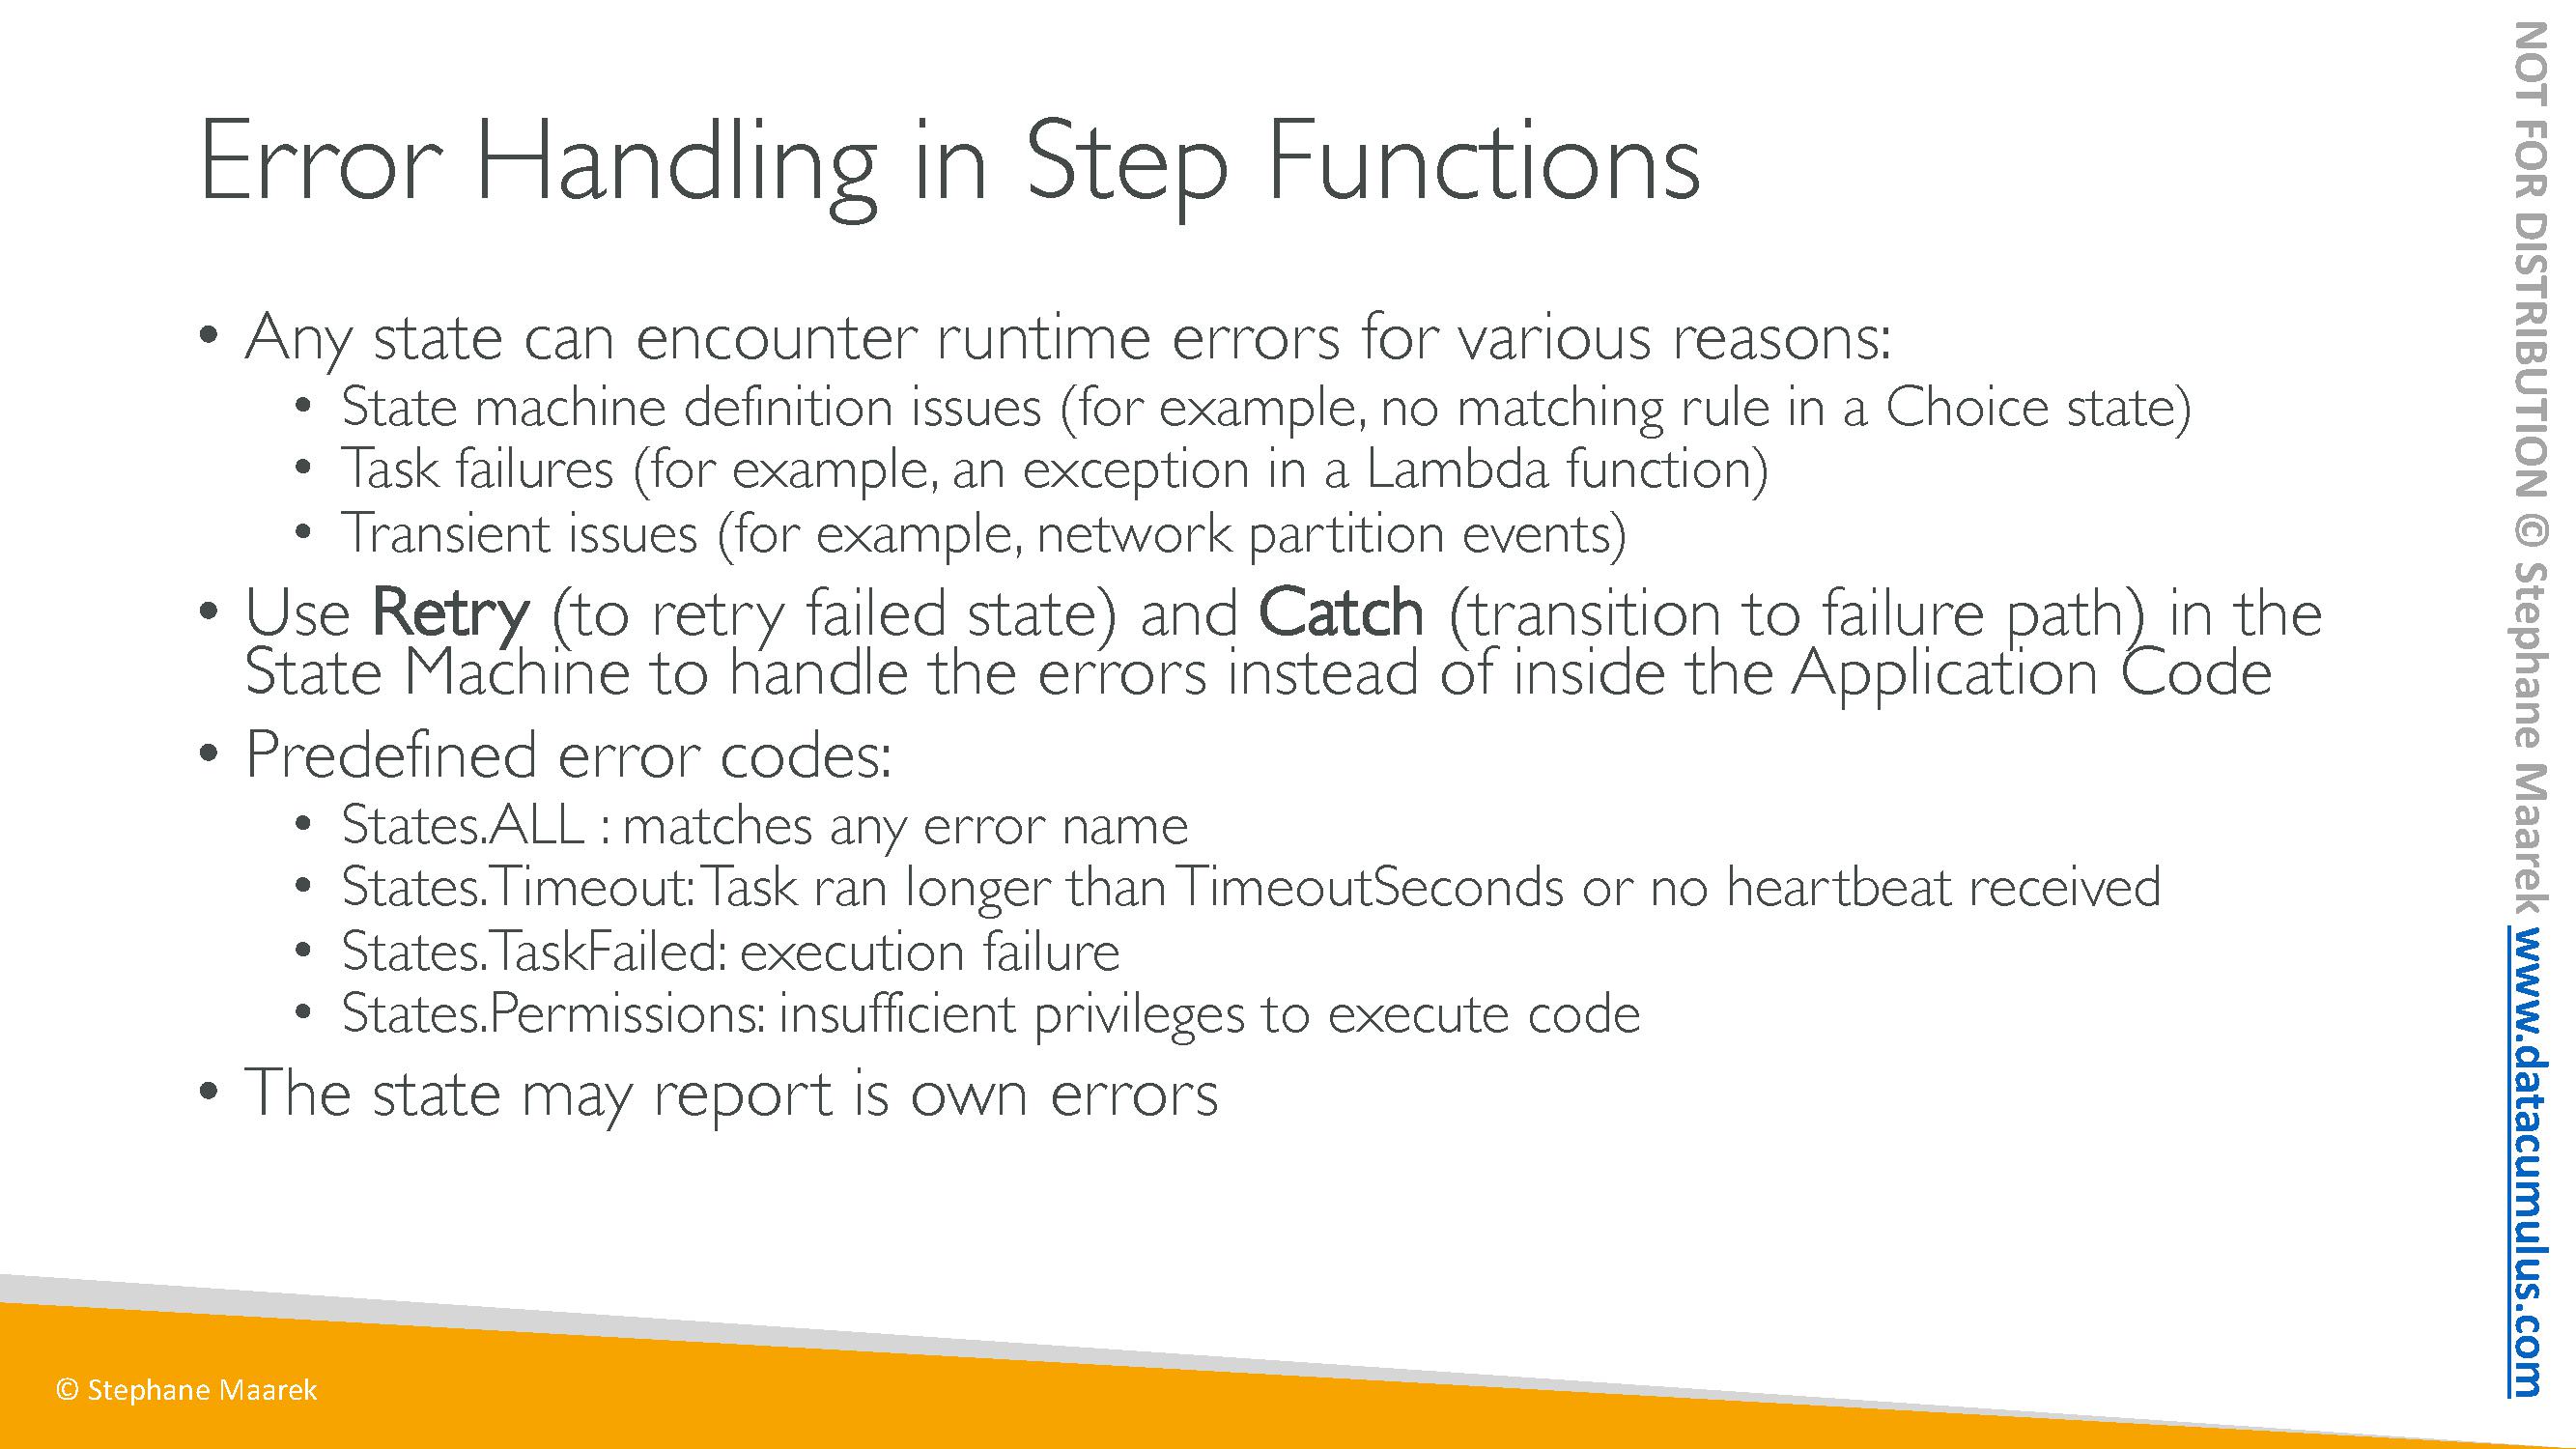 Error Handling in Step Functions
• Any state can encounter runtime errors for various reasons:
• State machine definition issues (for example, no matching rule in a Choice state)
• Task failures (for example, an exception in a Lambda function)
• Transient issues (for example, network partition events)
• Use Retry (to retry failed state) and Catch (transition to failure path) in the
State Machine to handle the errors instead of inside the Application Code
• Predefined error codes:
• States.ALL : matches any error name
• States.Timeout: Task ran longer than TimeoutSeconds or no heartbeat received
• States.TaskFailed: execution failure
• States.Permissions: insufficient privileges to execute code
• The state may report is own errors
© Stephane Maarek
NOT FOR DISTRIBUTION © Stephane Maarek www.datacumulus.com